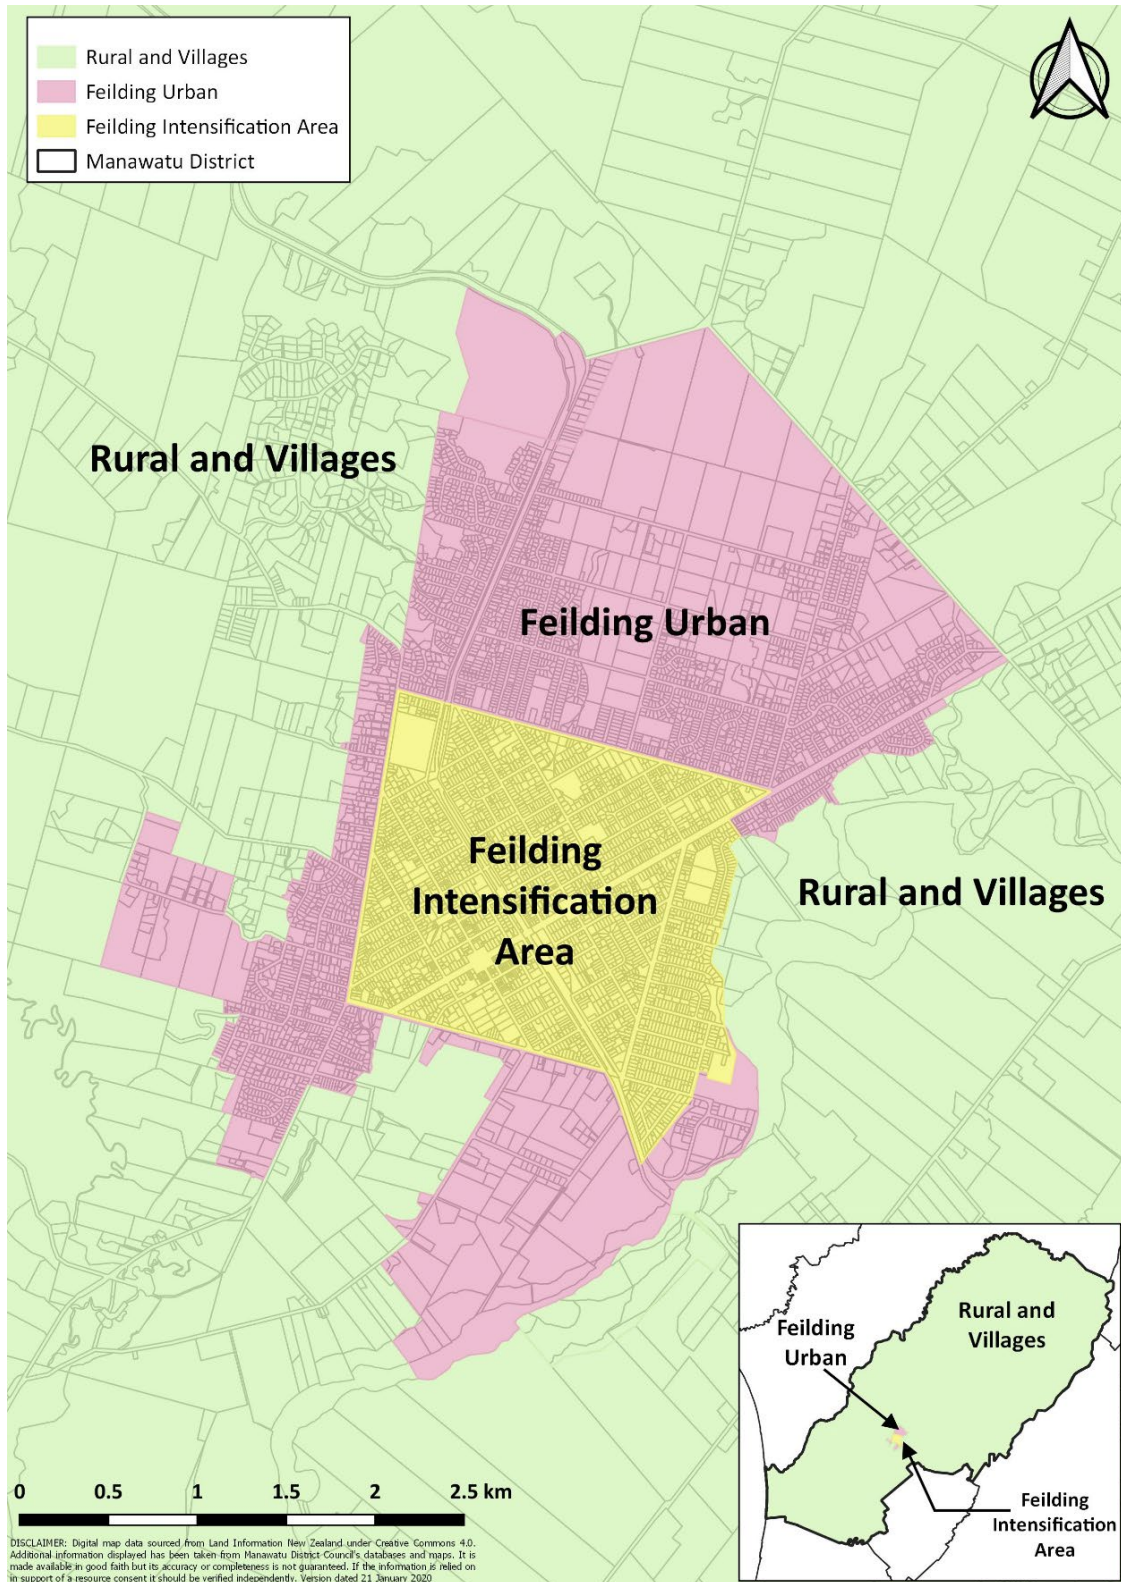 Rural and Villages
Feilding Urban
Feilding Intensification Area
Manawatu District
Rural and Villages
Feilding Urban
Feilding
Intensification
Area
Rural and Villages
Rural and
Villages
Feilding
Urban
Feilding
Intensification
Area
0 0.5 1 1.5 2 2.5 km
DISCLAIMER: Digital map data sourced from Land Information New Zealand under Creative Commons 4.0.
Additional information displayed has been taken from Manawatu District Council's databases and maps. It is
made available in good faith but its accuracy or completeness is not guaranteed. If the information is relied on
in support of a resource consent it should be verified independently. Version dated 21 January 2020